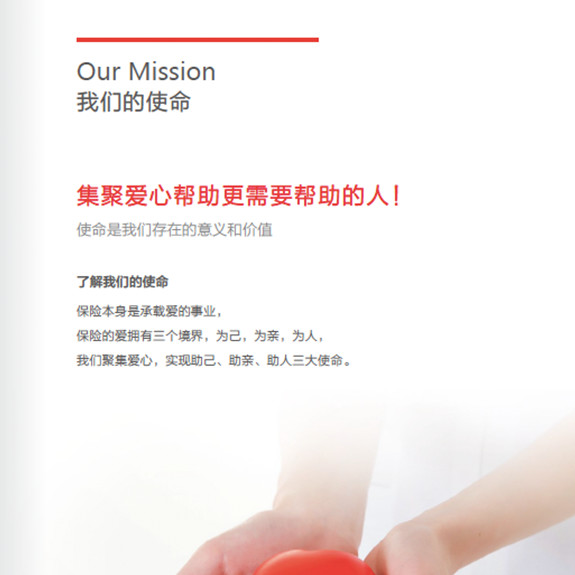 Our Mission
我们的使命
集聚爱心帮助更需要帮助的人！
使命是我们存在的意义和价值
了解我们的使命
保险本身是承载爱的事业，
保险的爱拥有三个境界，为己，为亲，为人，
我们聚集爱心，实现助己、助亲、助人三大使命。